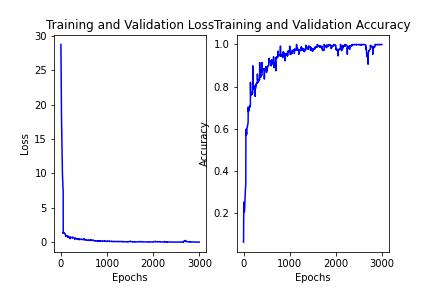 Training and Validation Loss
30
25
20
15
10
5
0
Loss
0 1000 2000 3000
Epochs
Training and Validation Accuracy
1.0
0.8
0.6
0.4
0.2
Accuracy
0 1000 2000 3000
Epochs